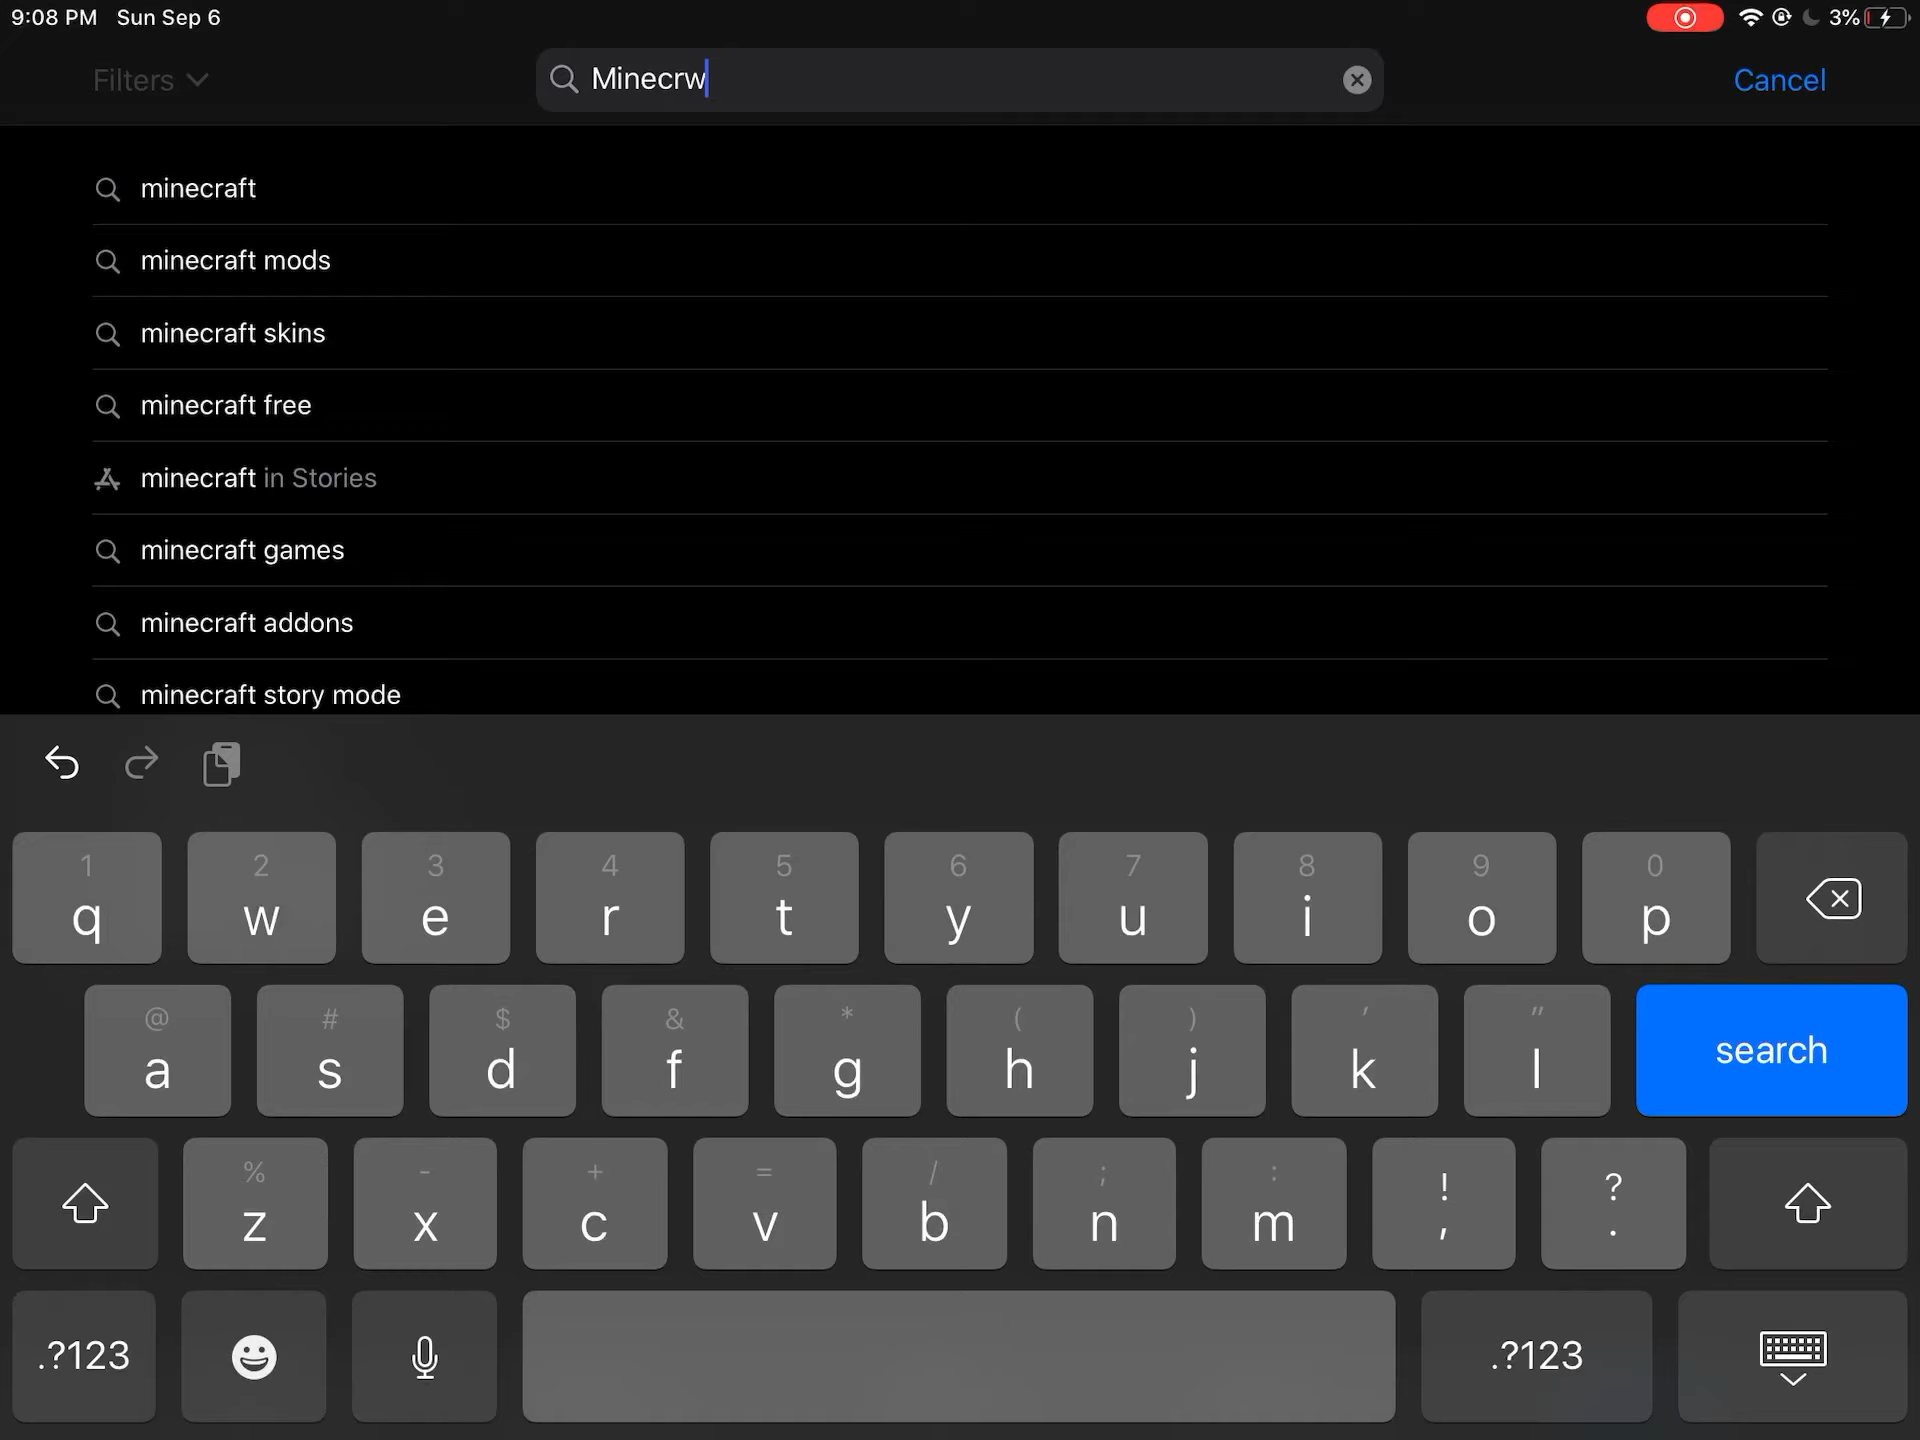 9:08 PM Sun Sep 6 3%
Filters Minecrw Cancel
minecraft
minecraft mods
minecraft skins
minecraft free
minecraft in Stories
minecraft games
minecraft addons
minecraft story mode
1 2 3 4 5 6 7 8 9 0
q w e r t y u i o p
@ # $ & * ( ) ' "
a s d f g h j k l search
% - + = / ; : ! ?
z x c v b n m , .
.?123 .?123